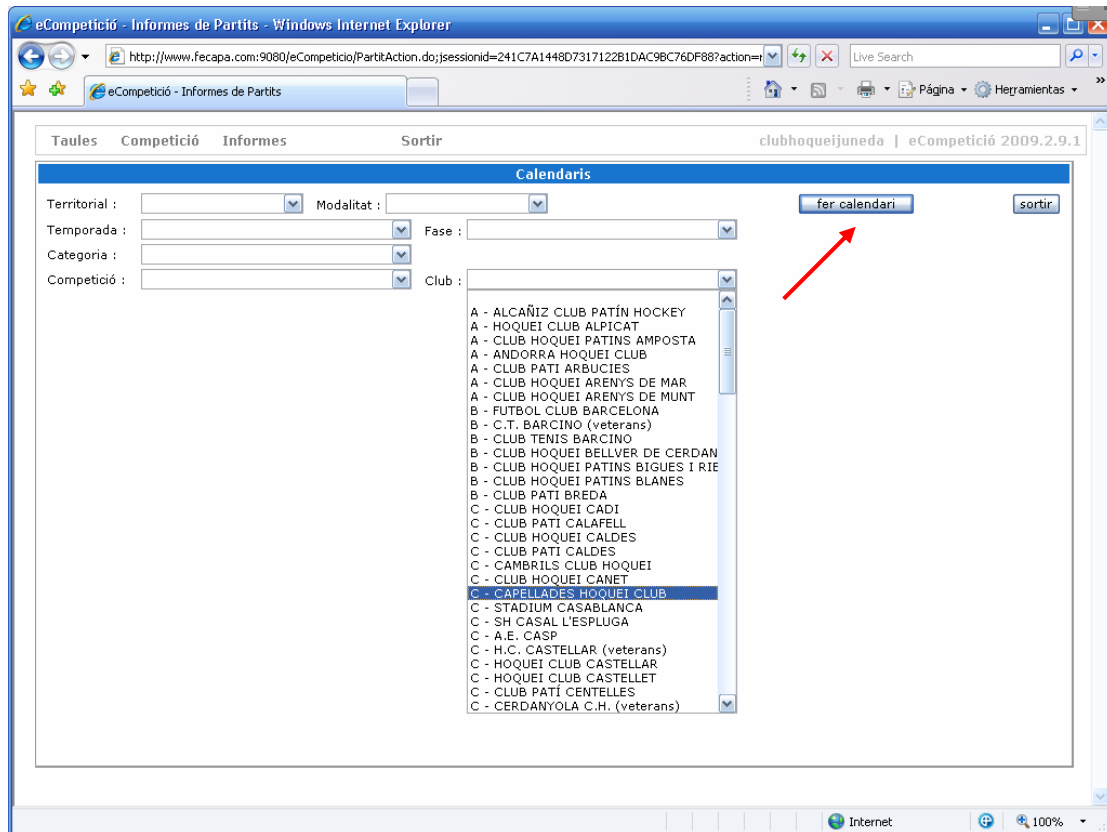 eCompetició - Informes de Partits - Windows Internet Explorer
http://www.fecapa.com:9080/eCompeticio/PartitAction.do;jsessionid=241C7A1448D7317122B1DAC9BC76DF88?action=r
Live Search
eCompetició - Informes de Partits
Página
Herramientas
»
Taules Competició Informes Sortir clubhoqueijuneda | eCompetició 2009.2.9.1
Calendaris
Territorial : Modalitat : fer calendari sortir
Temporada : Fase :
Categoria :
Competició : Club :
A - ALCAÑIZ CLUB PATÍN HOCKEY
A - HOQUEI CLUB ALPICAT
A - CLUB HOQUEI PATINS AMPOSTA
A - ANDORRA HOQUEI CLUB
A - CLUB PATI ARBUCIES
A - CLUB HOQUEI ARENYS DE MAR
A - CLUB HOQUEI ARENYS DE MUNT
B - FUTBOL CLUB BARCELONA
B - C.T. BARCINO (veterans)
B - CLUB TENIS BARCINO
B - CLUB HOQUEI BELLVER DE CERDAN
B - CLUB HOQUEI PATINS BIGUES I RIE
B - CLUB HOQUEI PATINS BLANES
B - CLUB PATI BREDA
C - CLUB HOQUEI CADI
C - CLUB PATI CALAFELL
C - CLUB HOQUEI CALDES
C - CLUB PATI CALDES
C - CAMBRILS CLUB HOQUEI
C - CLUB HOQUEI CANET
C - CAPELLADES HOQUEI CLUB
C - STADIUM CASABLANCA
C - SH CASAL L'ESPLUGA
C - A.E. CASP
C - H.C. CASTELLAR (veterans)
C - HOQUEI CLUB CASTELLAR
C - HOQUEI CLUB CASTELLET
C - CLUB PATÍ CENTELLES
C - CERDANYOLA C.H. (veterans)
Internet 100%